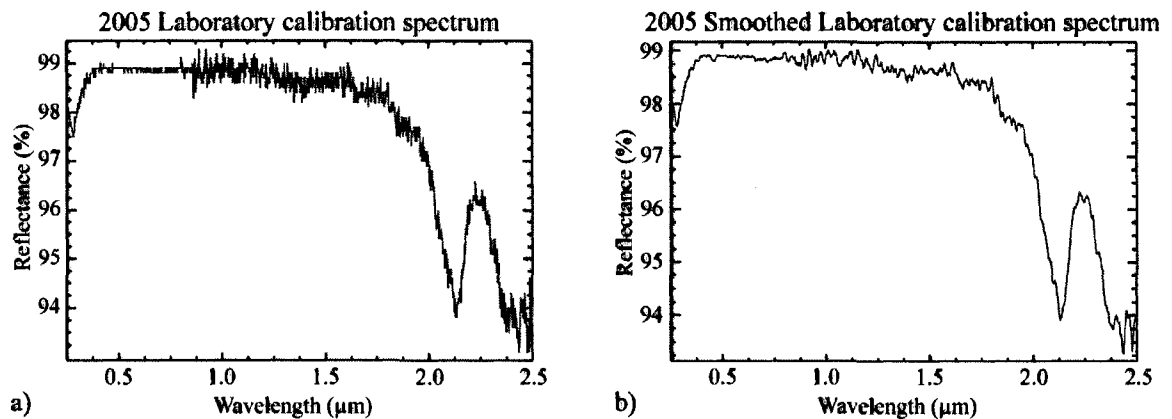 2005 Laboratory calibration spectrum
99
98
97
96
95
94
Reflectance (%)
0.5 1.0 1.5 2.0 2.5
Wavelength (μm)
a)
2005 Smoothed Laboratory calibration spectrum
99
98
97
96
95
94
Reflectance (%)
0.5 1.0 1.5 2.0 2.5
Wavelength (μm)
b)